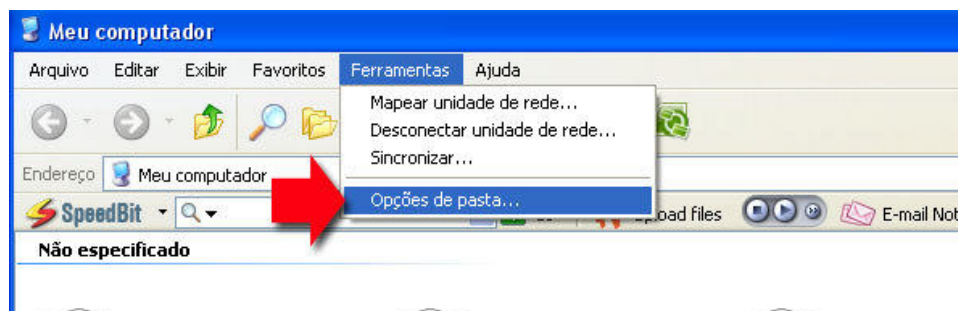 Meu computador
Arquivo Editar Exibir Favoritos Ferramentas Ajuda
Mapear unidade de rede...
Desconectar unidade de rede...
Sincronizar...
Endereço Meu computador
Opções de pasta...
SpeedBit files E-mail Not
Não especificado